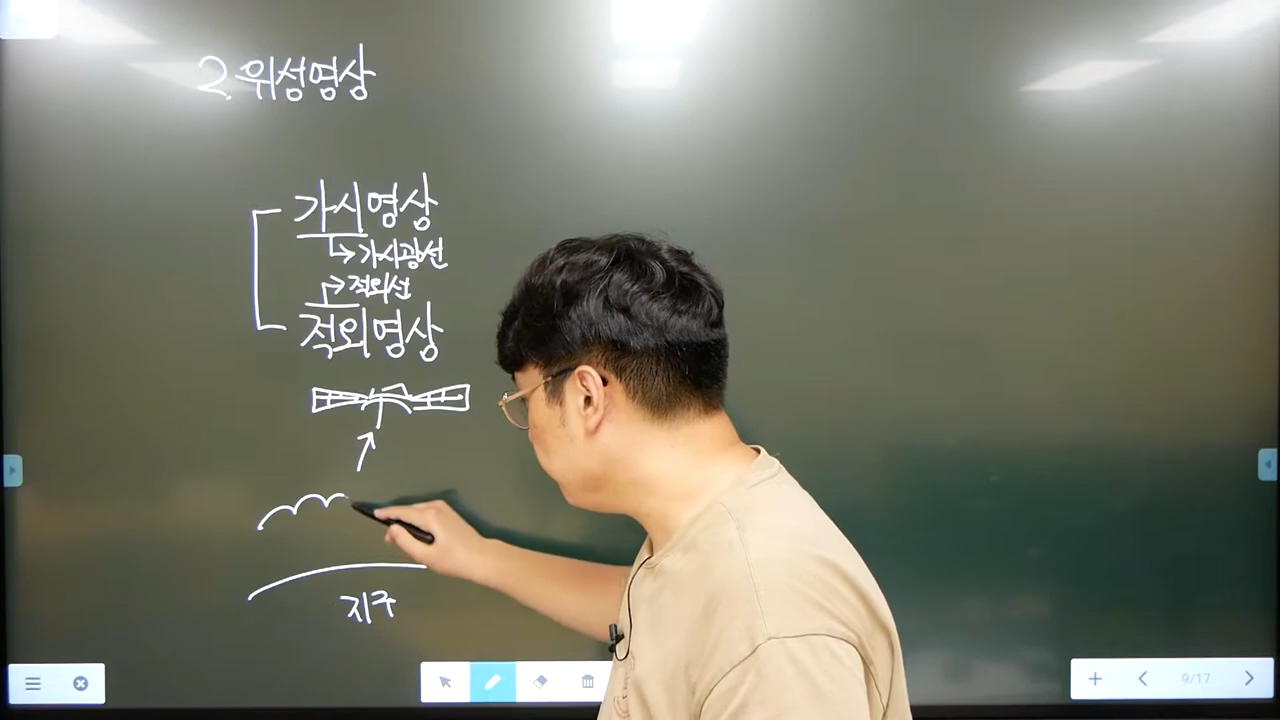 2. 위성영상
가시영상
→ 가시광선
→ 적외선
적외영상
지구
9/17